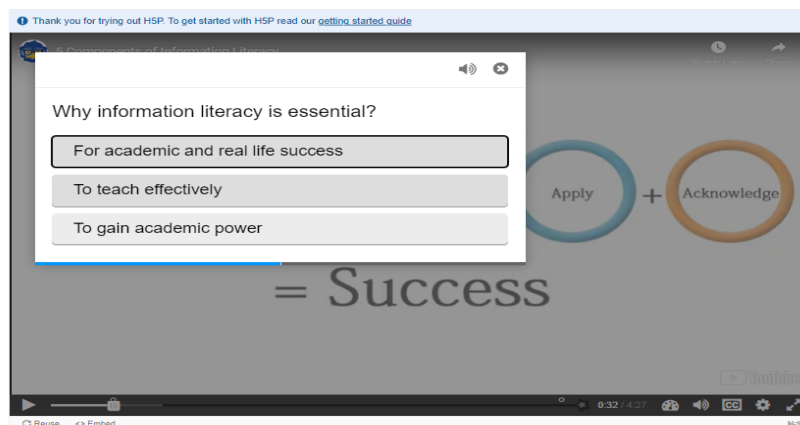 Thank you for trying out H5P. To get started with H5P read our getting started guide
5 Components of Information Literacy
Watch Later Share
Why information literacy is essential?
For academic and real life success
To teach effectively
To gain academic power
Apply + Acknowledge
= Success
YouTube
0:32 / 4:27
CC
Reuse <> Embed